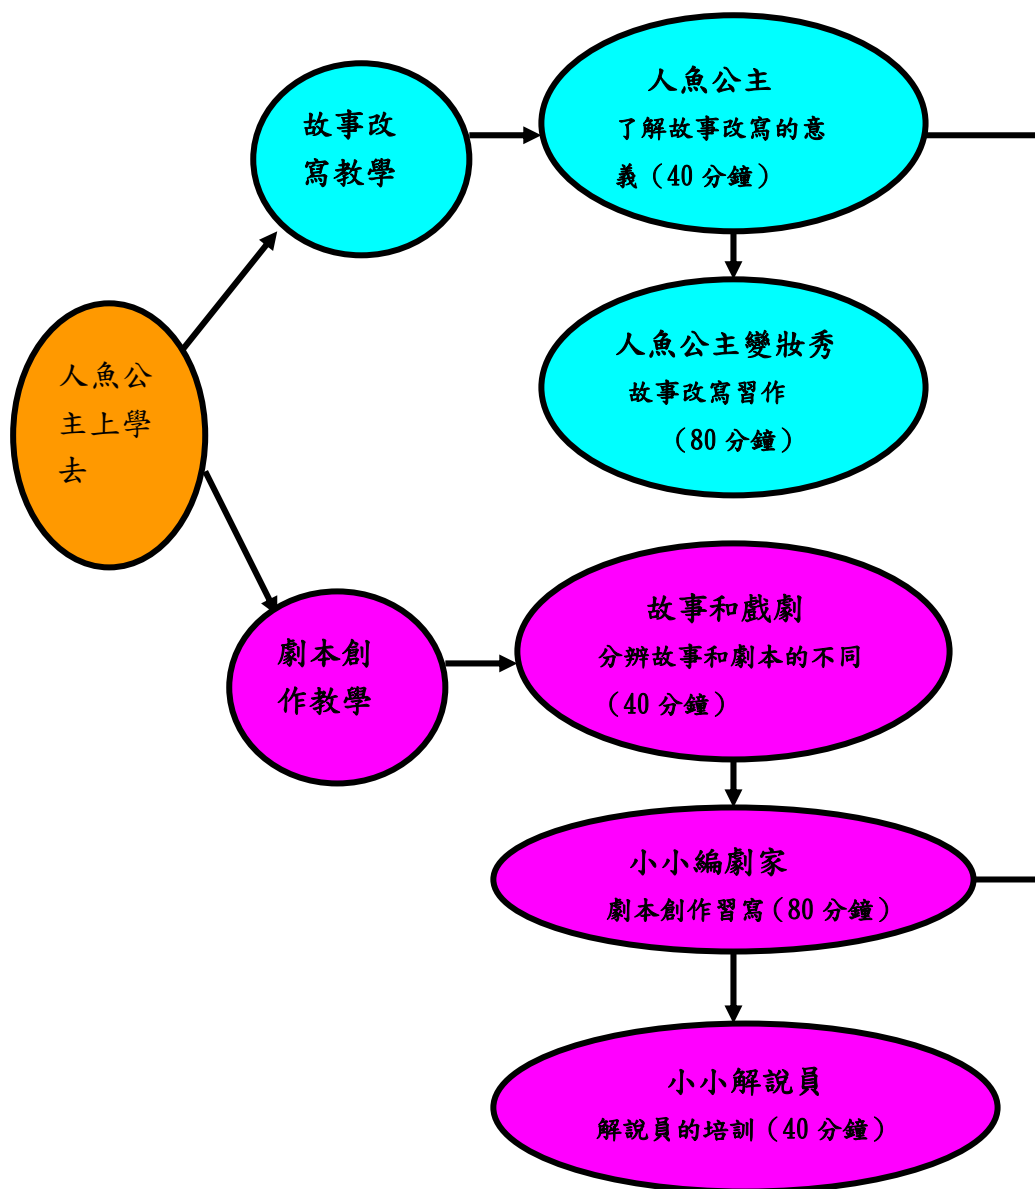 人魚公
主上學
去
故事改
寫教學
人魚公主
了解故事改寫的意
義（40 分鐘）
人魚公主變妝秀
故事改寫習作
（80 分鐘）
劇本創
作教學
故事和戲劇
分辨故事和劇本的不同
（40 分鐘）
小小編劇家
劇本創作習寫（80 分鐘）
小小解說員
解說員的培訓（40 分鐘）